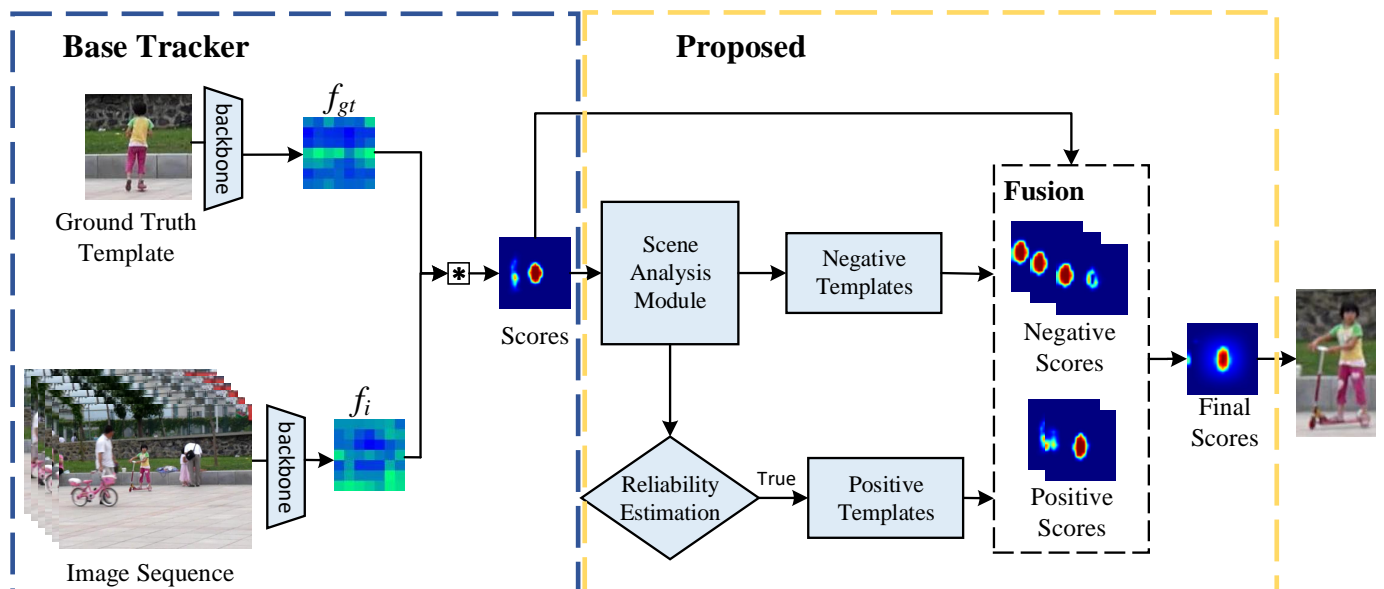 Base Tracker
Proposed
backbone
f_gt
Ground Truth
Template
*
Scores
Scene
Analysis
Module
Negative
Templates
Fusion
Negative
Scores
Final
Scores
backbone
f_i
Image Sequence
Reliability
Estimation
True
Positive
Templates
Positive
Scores